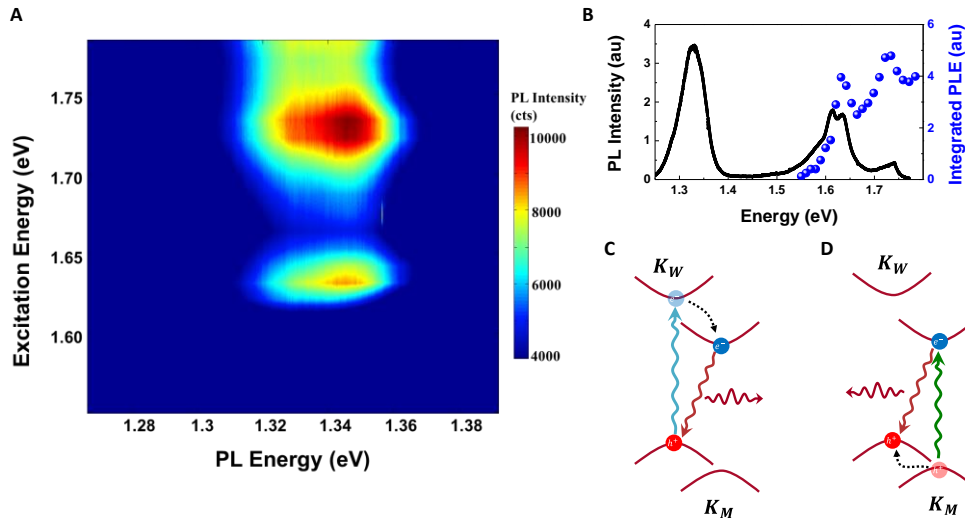 A
Excitation Energy (eV)
1.75
1.70
1.65
1.60
1.28
1.3
1.32
1.34
1.36
1.38
PL Energy (eV)
PL Intensity
(cts)
10000
8000
6000
4000
B
PL Intensity (au)
4
3
2
1
0
1.3
1.4
1.5
1.6
1.7
Energy (eV)
6
4
2
0
Integrated PLE (au)
C
K_W
e⁻
h⁺
K_M
D
K_W
e⁻
h⁺
h⁺
K_M